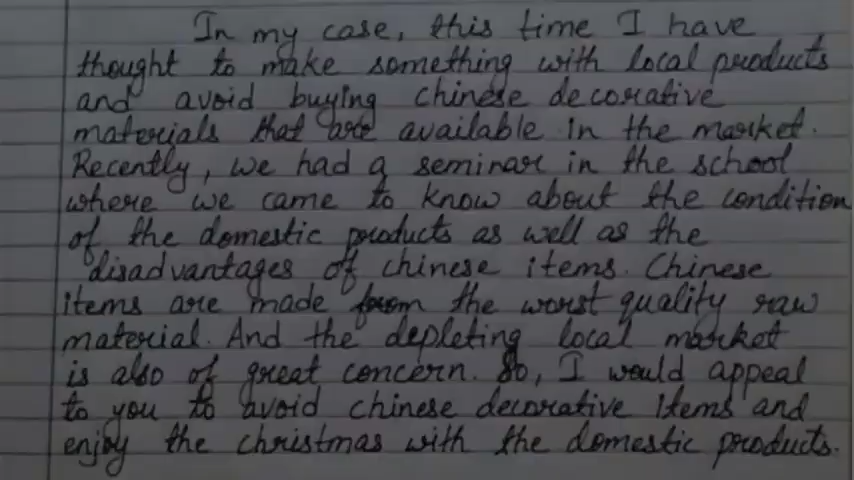 In my case, this time I have
thought to make something with local products
and avoid buying chinese decorative
materials that are available in the market.
Recently, we had a seminar in the school
where we came to know about the condition
of the domestic products as well as the
disadvantages of chinese items. Chinese
items are made from the worst quality raw
material. And the depleting local market
is also of great concern. So, I would appeal
to you to avoid chinese decorative items and
enjoy the christmas with the domestic products.